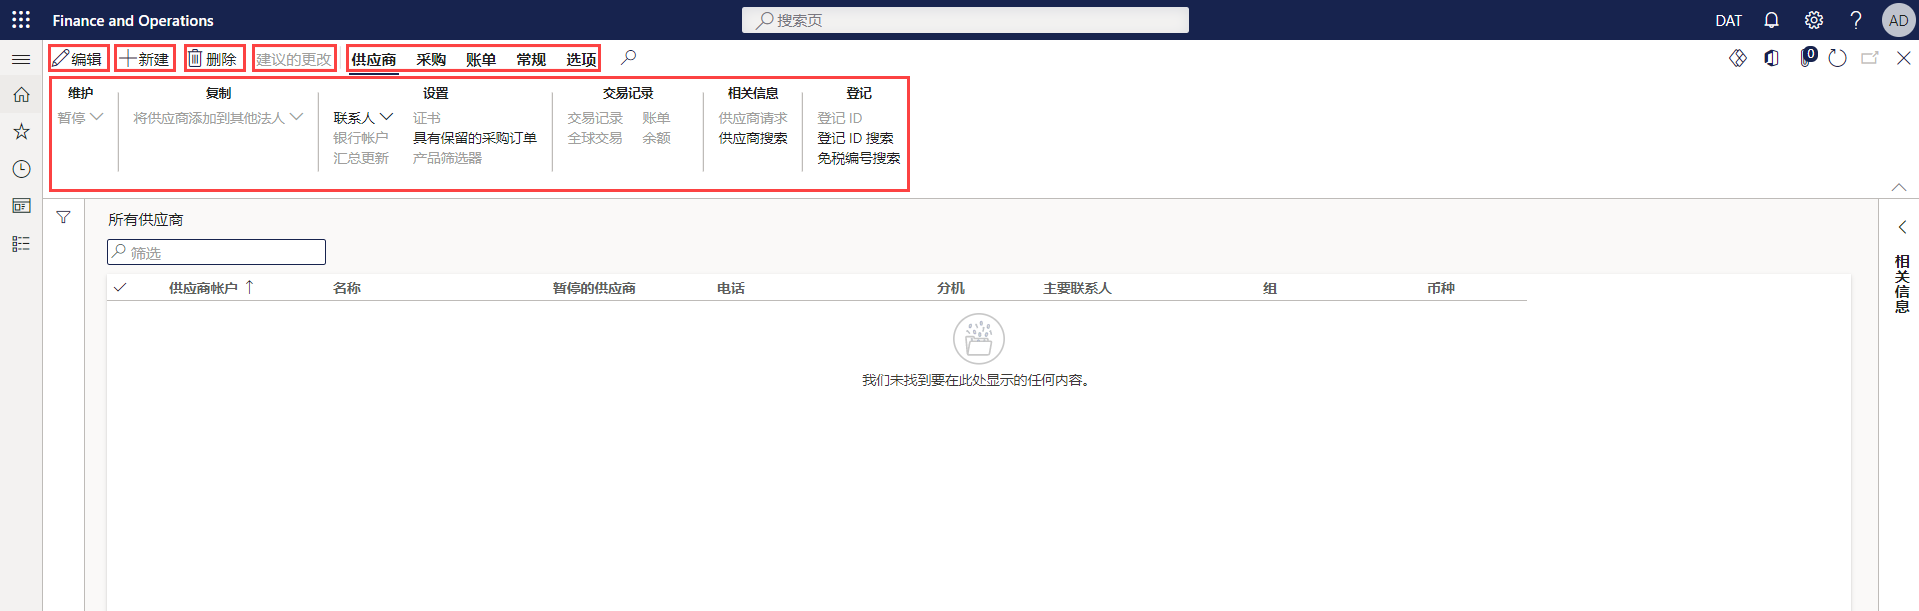 Finance and Operations 搜索页 DAT AD
编辑 新建 删除 建议的更改 供应商 采购 账单 常规 选项 0
维护 复制 设置 交易记录 相关信息 登记
暂停 将供应商添加到其他法人 联系人 证书 交易记录 账单 供应商请求 登记 ID
银行帐户 具有保留的采购订单 全球交易 余额 供应商搜索 登记 ID 搜索
汇总更新 产品筛选器 免税编号搜索
所有供应商
筛选
供应商帐户 名称 暂停的供应商 电话 分机 主要联系人 组 币种
我们未找到要在此处显示的任何内容。
相关信息